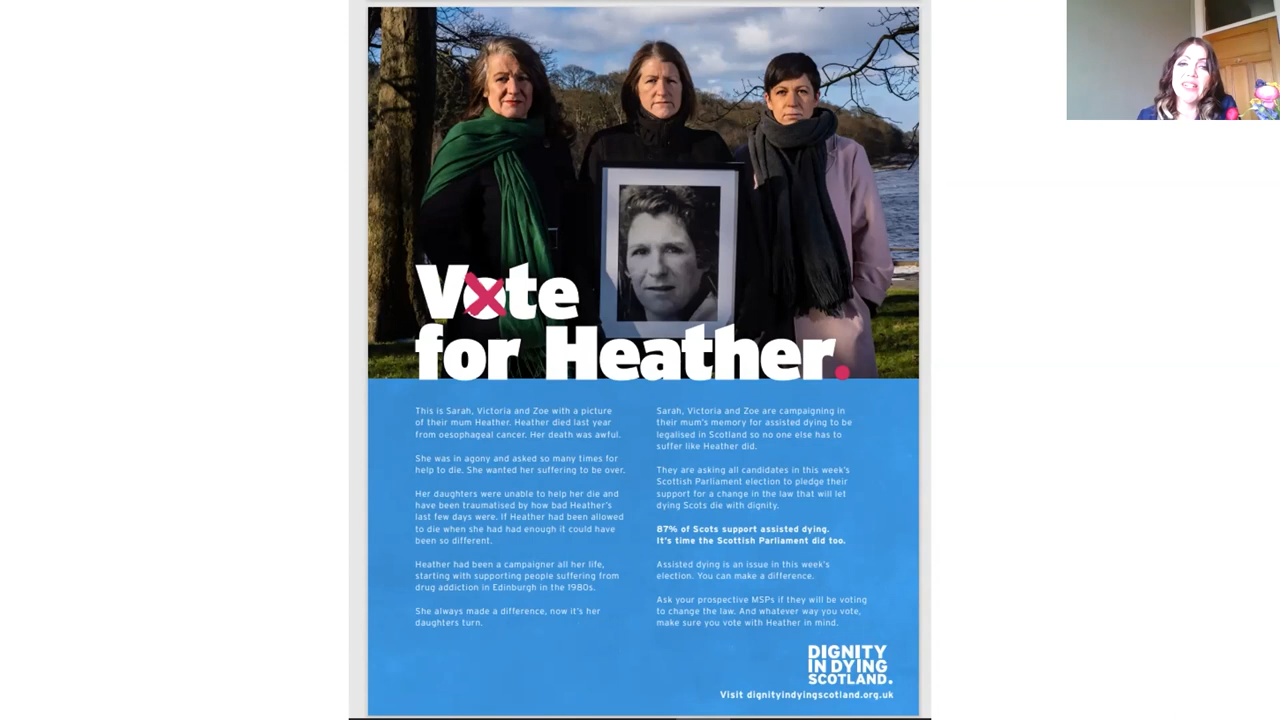 Vote
for Heather.
This is Sarah, Victoria and Zoe with a picture
of their mum Heather. Heather died last year
from oesophageal cancer. Her death was awful.
She was in agony and asked so many times for
help to die. She wanted her suffering to be over.
Her daughters were unable to help her die and
have been traumatised by how bad Heather's
last few days were. If Heather had been allowed
to die when she had had enough it could have
been so different.
Heather had been a campaigner all her life,
starting with supporting people suffering from
drug addiction in Edinburgh in the 1980s.
She always made a difference, now it's her
daughters turn.
Sarah, Victoria and Zoe are campaigning in
their mum's memory for assisted dying to be
legalised in Scotland so no one else has to
suffer like Heather did.
They are asking all candidates in this week's
Scottish Parliament election to pledge their
support for a change in the law that will let
dying Scots die with dignity.
87% of Scots support assisted dying.
It's time the Scottish Parliament did too.
Assisted dying is an issue in this week's
election. You can make a difference.
Ask your prospective MSPs if they will be voting
to change the law. And whatever way you vote,
make sure you vote with Heather in mind.
DIGNITY
IN DYING
SCOTLAND.
Visit dignityindyingscotland.org.uk